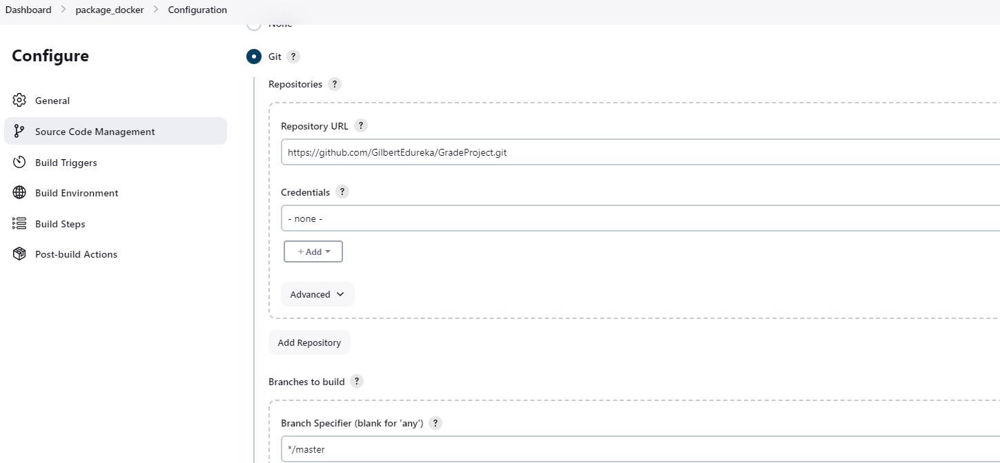 Dashboard > package_docker > Configuration
Configure
General
Source Code Management
Build Triggers
Build Environment
Build Steps
Post-build Actions
None
Git ?
Repositories ?
Repository URL ?
https://github.com/GilbertEdureka/GradeProject.git
Credentials ?
- none -
+ Add
Advanced
Add Repository
Branches to build ?
Branch Specifier (blank for 'any') ?
*/master